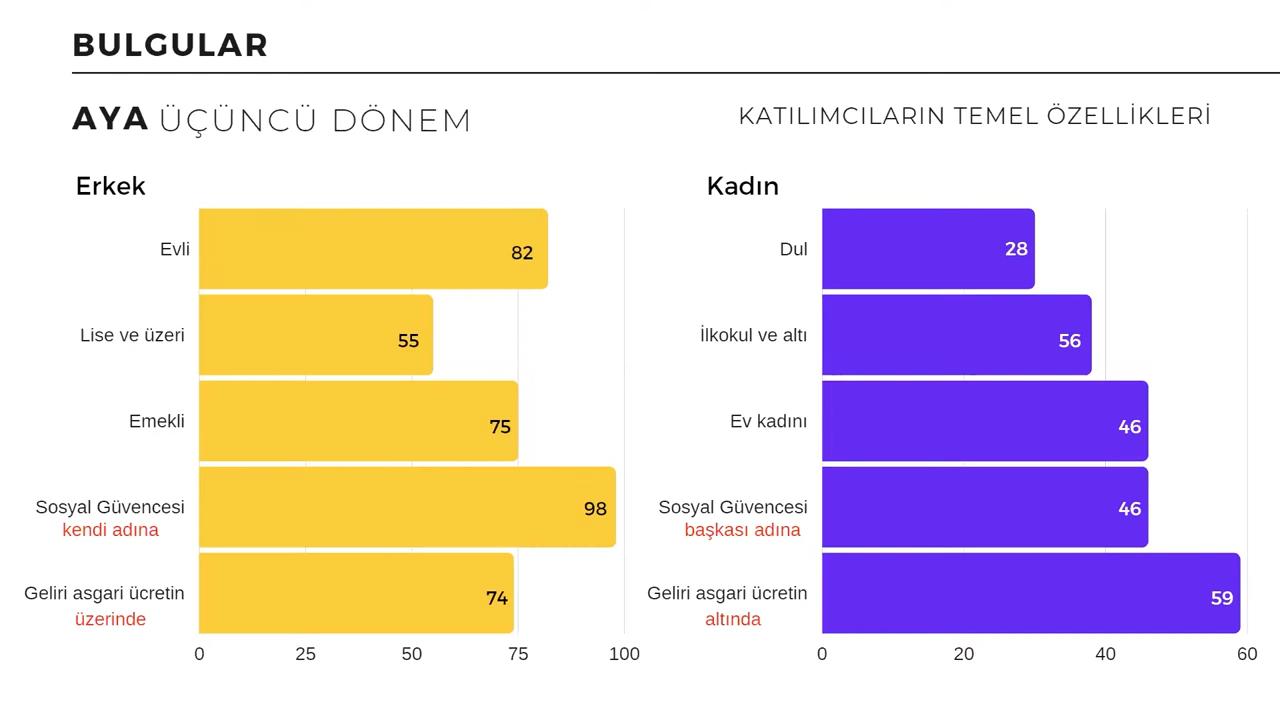 BULGULAR
AYA ÜÇÜNCÜ DÖNEM
KATILIMCILARIN TEMEL ÖZELLİKLERİ
Erkek
Evli
82
Lise ve üzeri
55
Emekli
75
Sosyal Güvencesi
kendi adına
98
Geliri asgari ücretin
üzerinde
74
0 25 50 75 100
Kadın
Dul
28
İlkokul ve altı
56
Ev kadını
46
Sosyal Güvencesi
başkası adına
46
Geliri asgari ücretin
altında
59
0 20 40 60